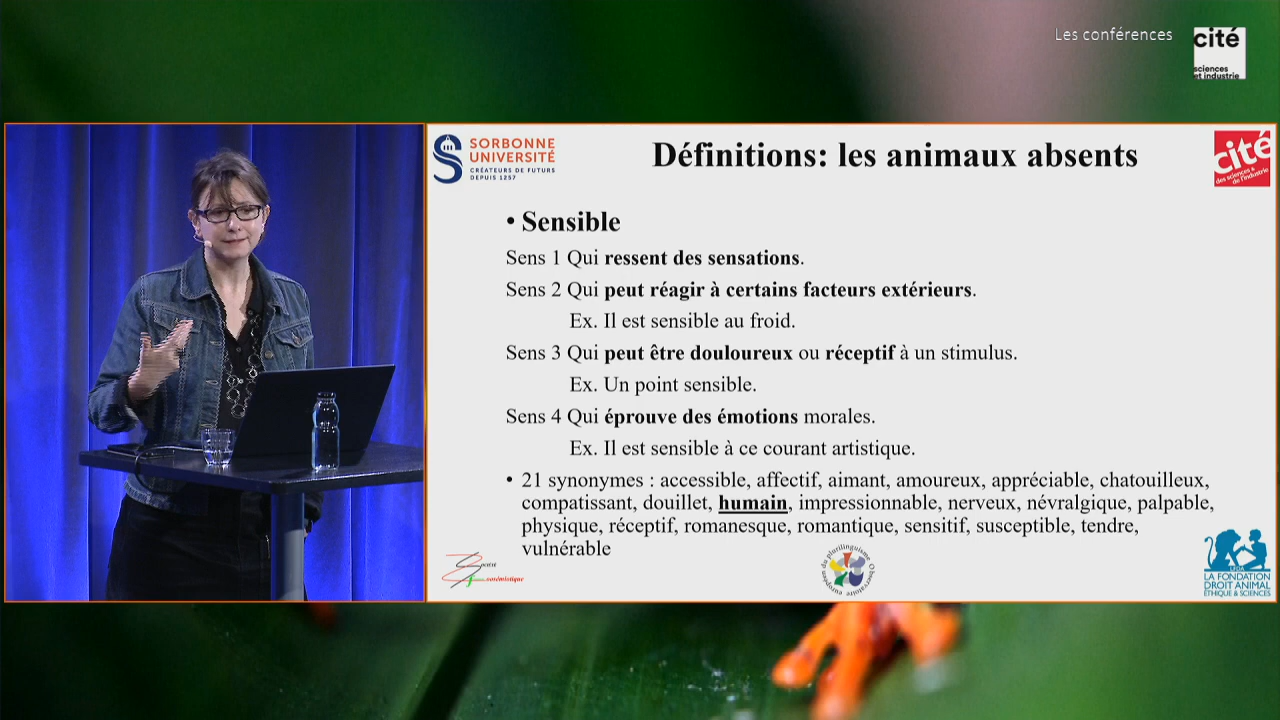 Les conférences
cité
sciences
et industrie
SORBONNE
UNIVERSITÉ
CRÉATEURS DE FUTURS
DEPUIS 1257
Définitions: les animaux absents
cité
des sciences &
de l'industrie
• Sensible
Sens 1 Qui ressent des sensations.
Sens 2 Qui peut réagir à certains facteurs extérieurs.
Ex. Il est sensible au froid.
Sens 3 Qui peut être douloureux ou réceptif à un stimulus.
Ex. Un point sensible.
Sens 4 Qui éprouve des émotions morales.
Ex. Il est sensible à ce courant artistique.
• 21 synonymes : accessible, affectif, aimant, amoureux, appréciable, chatouilleux,
compatissant, douillet, humain, impressionnable, nerveux, névralgique, palpable,
physique, réceptif, romanesque, romantique, sensitif, susceptible, tendre,
vulnérable
Observatoire européen du plurilinguisme
LFDA
LA FONDATION
DROIT ANIMAL
ÉTHIQUE & SCIENCES